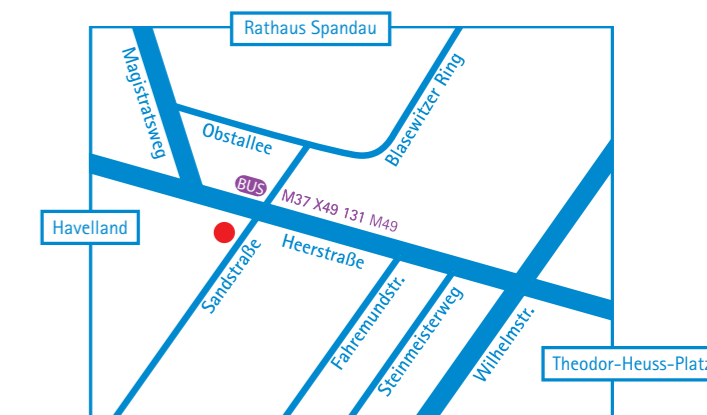 Rathaus Spandau
Magistratsweg
Obstallee
Blasewitzer Ring
BUS
M37 X49 131 M49
Havelland
Heerstraße
Sandstraße
Fahremundstr.
Steinmeisterweg
Wilhelmstr.
Theodor-Heuss-Platz